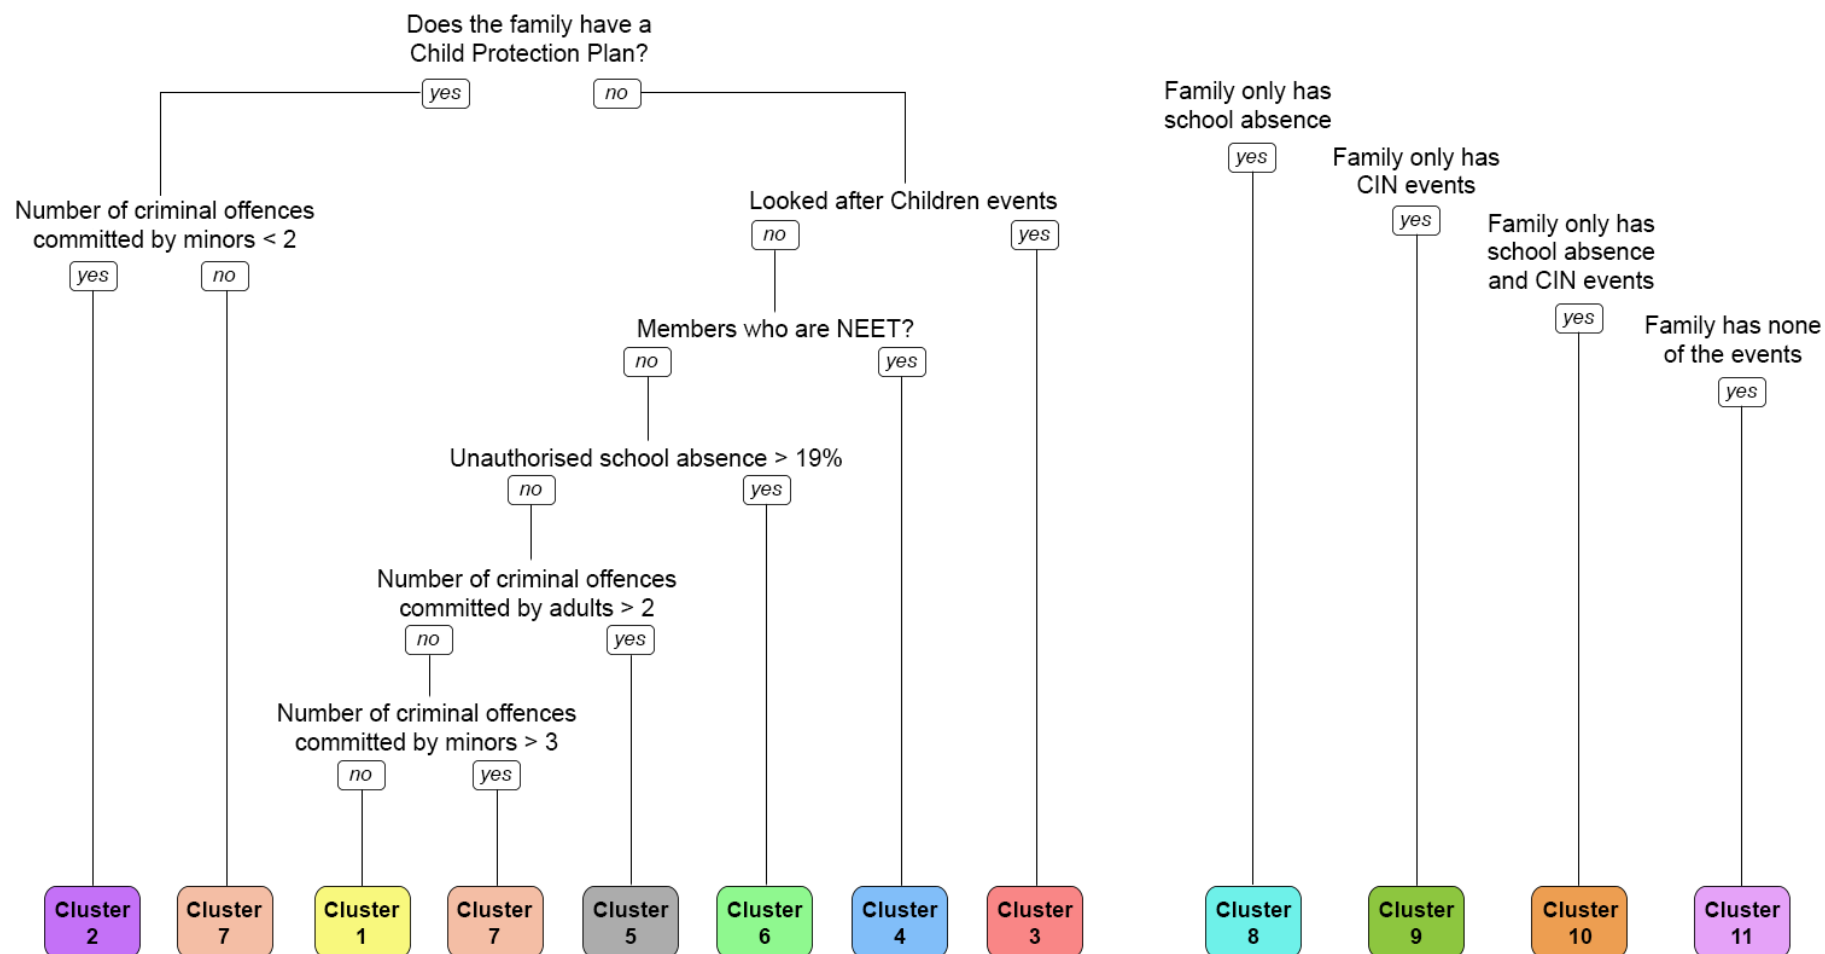 Does the family have a
Child Protection Plan?
yes
no
Number of criminal offences
committed by minors < 2
yes
no
Looked after Children events
no
yes
Members who are NEET?
no
yes
Unauthorised school absence > 19%
no
yes
Number of criminal offences
committed by adults > 2
no
yes
Number of criminal offences
committed by minors > 3
no
yes
Family only has
school absence
yes
Family only has
CIN events
yes
Family only has
school absence
and CIN events
yes
Family has none
of the events
yes
Cluster
2
Cluster
7
Cluster
1
Cluster
7
Cluster
5
Cluster
6
Cluster
4
Cluster
3
Cluster
8
Cluster
9
Cluster
10
Cluster
11